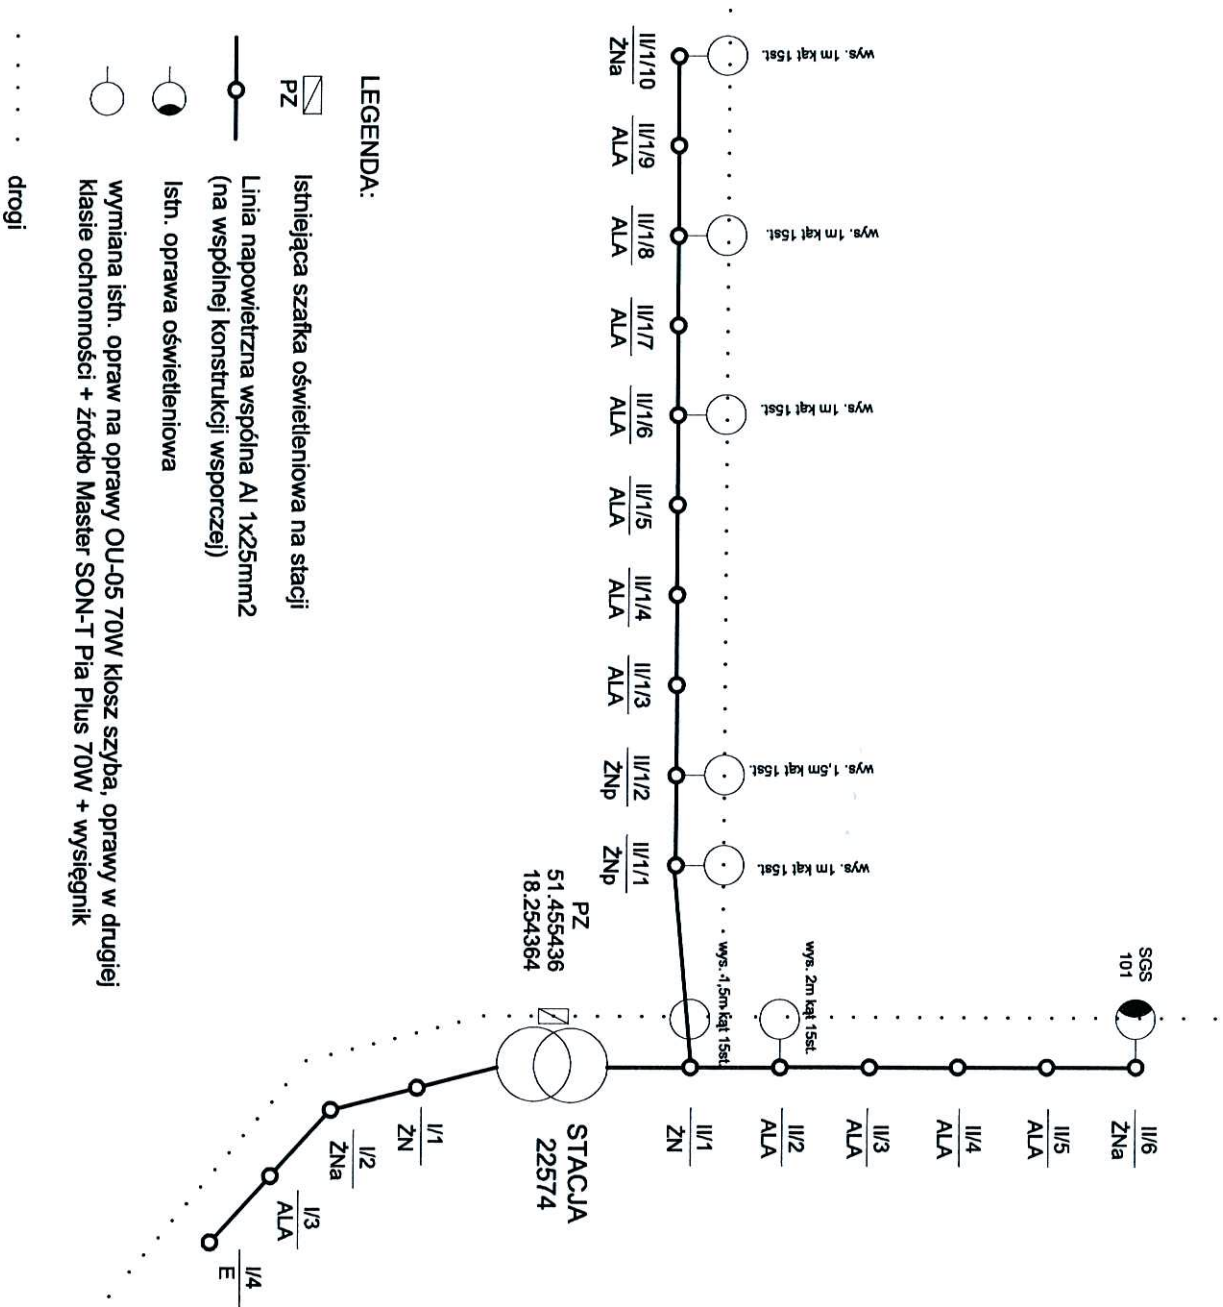 II/1/10
ŻNa
II/1/9
ALA
II/1/8
ALA
II/1/7
ALA
II/1/6
ALA
II/1/5
ALA
II/1/4
ALA
II/1/3
ALA
II/1/2
ŻNp
II/1/1
ŻNp
wys. 1m kąt 15st.
wys. 1m kąt 15st.
wys. 1m kąt 15st.
wys. 1,5m kąt 15st.
wys. 1m kąt 15st.
wys. 1,5m kąt 15st.
wys. 2m kąt 15st.
SGS
101
II/6
ŻNa
II/5
ALA
II/4
ALA
II/3
ALA
II/2
ALA
II/1
ŻN
STACJA
22574
PZ
51.455436
18.254364
I/1
ŻN
I/2
ŻNa
I/3
ALA
I/4
E
LEGENDA:
PZ
Istniejąca szafka oświetleniowa na stacji
Linia napowietrzna wspólna Al 1x25mm2
(na wspólnej konstrukcji wsporczej)
Istn. oprawa oświetleniowa
wymiana istn. opraw na oprawy OU-05 70W klosz szyba, oprawy w drugiej
klasie ochronności + źródło Master SON-T Pia Plus 70W + wysięgnik
drogi